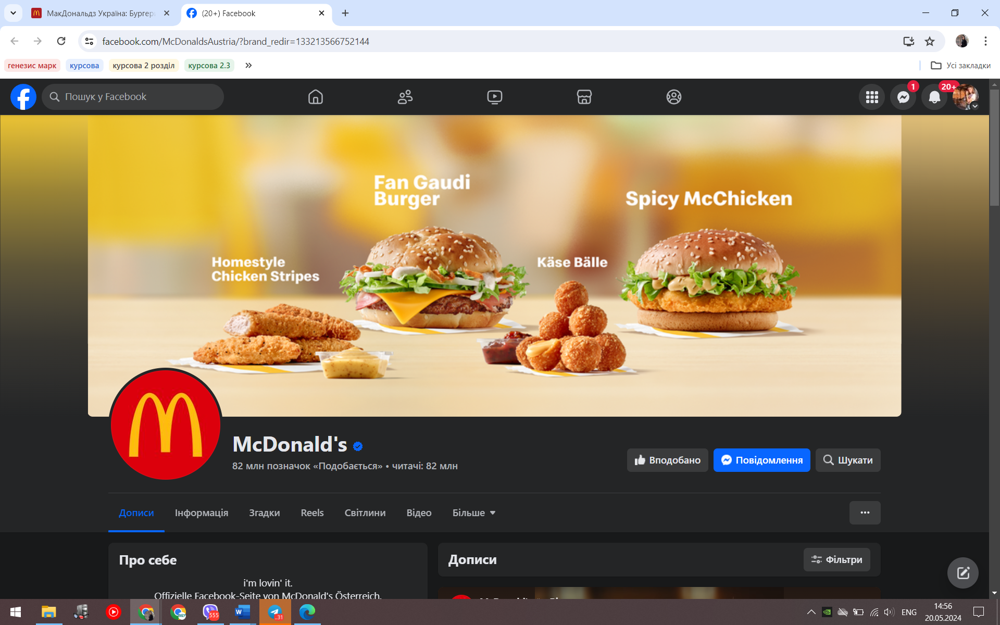 МакДональдз Україна: Бургер
(20+) Facebook
facebook.com/McDonaldsAustria/?brand_redir=133213566752144
генезис марк
курсова
курсова 2 розділ
курсова 2.3
Усі закладки
Пошук у Facebook
1
20+
Fan Gaudi
Burger
Spicy McChicken
Homestyle
Chicken Stripes
Käse Bälle
McDonald's
82 млн позначок «Подобається» • читачі: 82 млн
Вподобано
Повідомлення
Шукати
Дописи
Інформація
Згадки
Reels
Світлини
Відео
Більше
Про себе
Дописи
Фільтри
i'm lovin' it.
Offizielle Facebook-Seite von McDonald's Österreich.
555
..31
ENG
14:56
20.05.2024